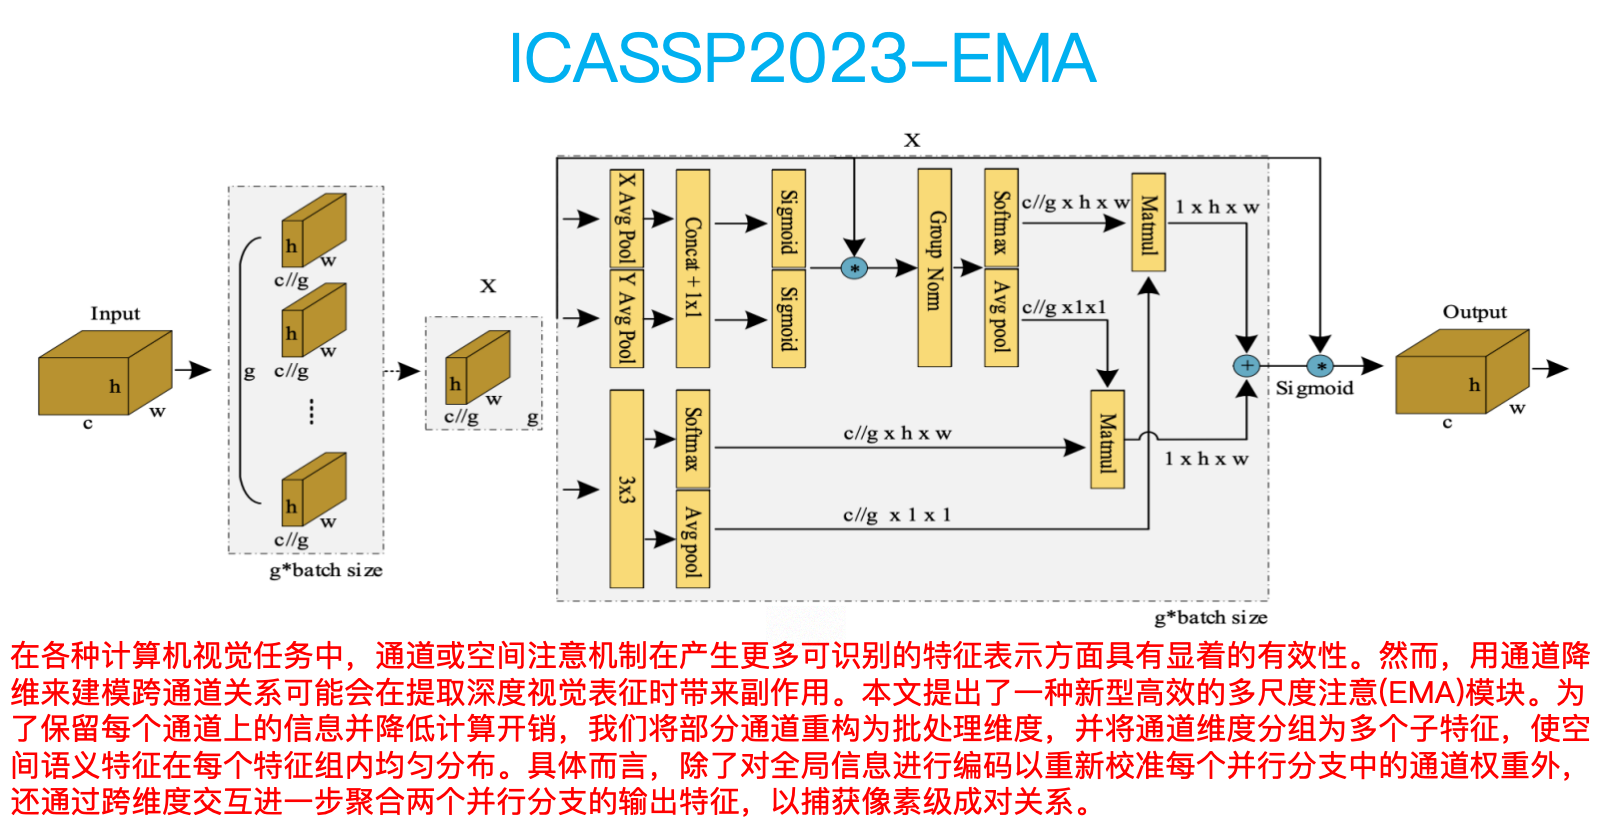 ICASSP2023-EMA
X
Input
h
w
c
h
w
c//g
h
w
c//g
g
h
w
c//g
g*batch size
X
h
w
c//g
g
X Avg Pool
Y Avg Pool
Concat + 1x1
Sigmoid
Sigmoid
*
Group Norm
Softmax
Avg pool
c//g x h x w
c//g x1x1
Matmul
1 x h x w
3x3
Softmax
Avg pool
c//g x h x w
c//g x 1 x 1
Matmul
1 x h x w
+
*
Sigmoid
g*batch size
Output
h
w
c
在各种计算机视觉任务中，通道或空间注意机制在产生更多可识别的特征表示方面具有显着的有效性。然而，用通道降
维来建模跨通道关系可能会在提取深度视觉表征时带来副作用。本文提出了一种新型高效的多尺度注意(EMA)模块。为
了保留每个通道上的信息并降低计算开销，我们将部分通道重构为批处理维度，并将通道维度分组为多个子特征，使空
间语义特征在每个特征组内均匀分布。具体而言，除了对全局信息进行编码以重新校准每个并行分支中的通道权重外，
还通过跨维度交互进一步聚合两个并行分支的输出特征，以捕获像素级成对关系。